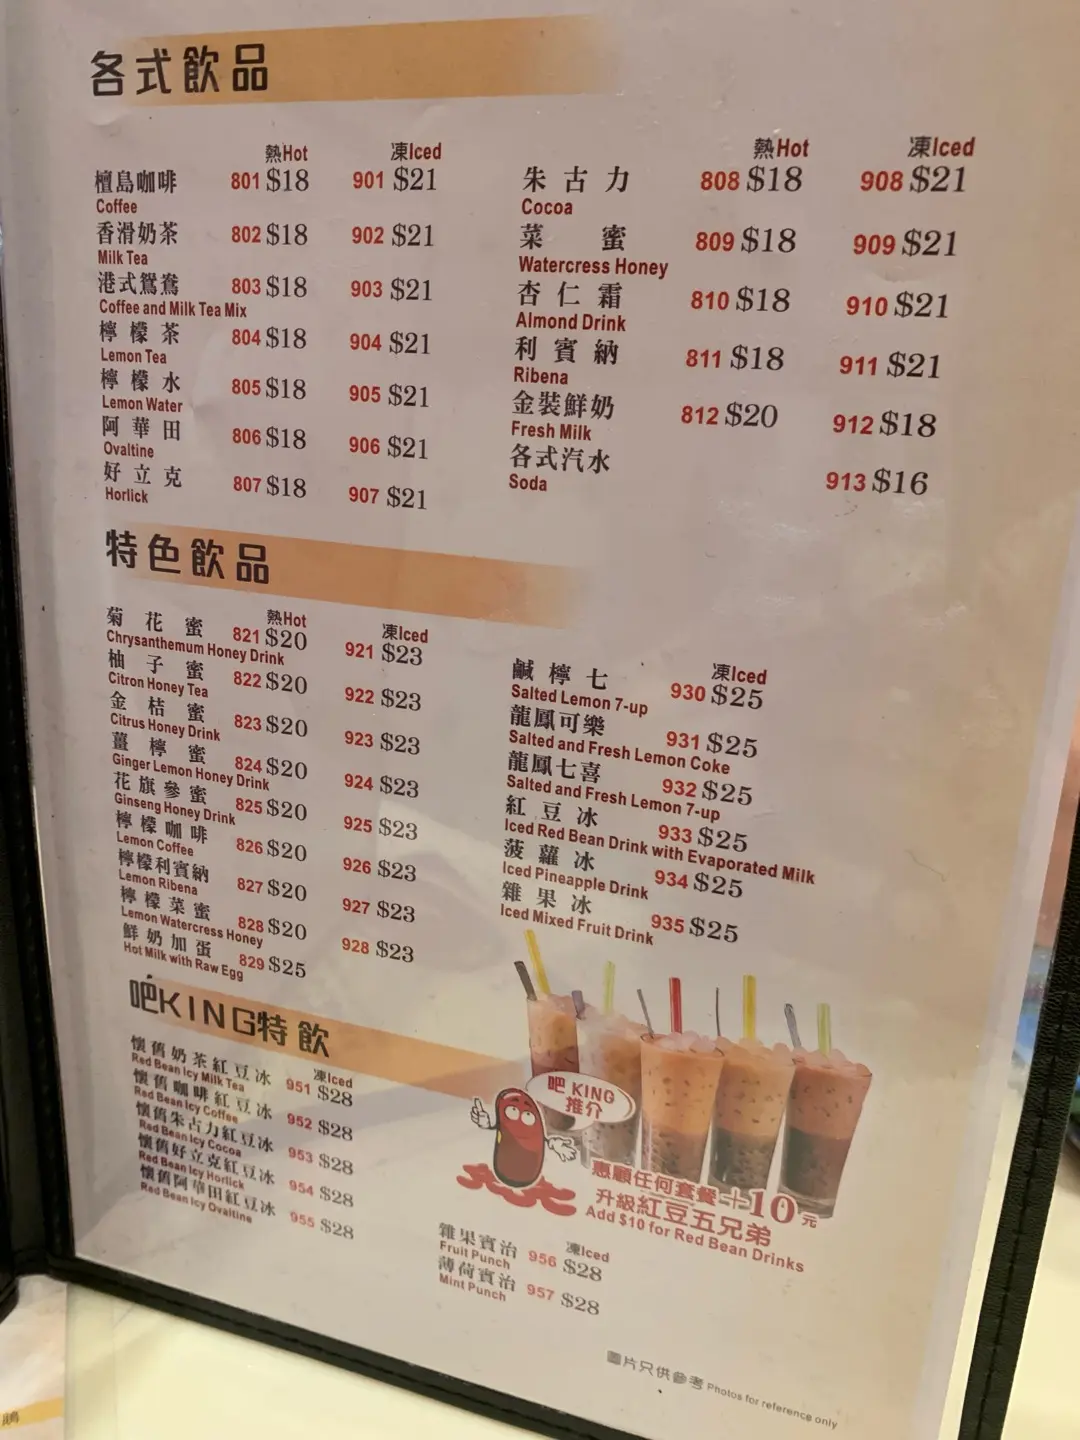 各式飲品
熱Hot 凍Iced
檀島咖啡 801 $18 901 $21
Coffee
香滑奶茶 802 $18 902 $21
Milk Tea
港式鴛鴦 803 $18 903 $21
Coffee and Milk Tea Mix
檸檬茶 804 $18 904 $21
Lemon Tea
檸檬水 805 $18 905 $21
Lemon Water
阿華田 806 $18 906 $21
Ovaltine
好立克 807 $18 907 $21
Horlick
熱Hot 凍Iced
朱古力 808 $18 908 $21
Cocoa
菜蜜 809 $18 909 $21
Watercress Honey
杏仁霜 810 $18 910 $21
Almond Drink
利賓納 811 $18 911 $21
Ribena
金裝鮮奶 812 $20 912 $18
Fresh Milk
各式汽水 913 $16
Soda
特色飲品
熱Hot 凍Iced
菊花蜜 821 $20 921 $23
Chrysanthemum Honey Drink
柚子蜜 822 $20 922 $23
Citron Honey Tea
金桔蜜 823 $20 923 $23
Citrus Honey Drink
薑檸蜜 824 $20 924 $23
Ginger Lemon Honey Drink
花旗參蜜 825 $20 925 $23
Ginseng Honey Drink
檸檬咖啡 826 $20 926 $23
Lemon Coffee
檸檬利賓納 827 $20 927 $23
Lemon Ribena
檸檬菜蜜 828 $20 928 $23
Lemon Watercress Honey
鮮奶加蛋 829 $25
Hot Milk with Raw Egg
凍Iced
鹹檸七 930 $25
Salted Lemon 7-up
龍鳳可樂 931 $25
Salted and Fresh Lemon Coke
龍鳳七喜 932 $25
Salted and Fresh Lemon 7-up
紅豆冰 933 $25
Iced Red Bean Drink with Evaporated Milk
菠蘿冰 934 $25
Iced Pineapple Drink
雜果冰 935 $25
Iced Mixed Fruit Drink
吧KING特飲
凍Iced
懷舊奶茶紅豆冰 951 $28
Red Bean Icy Milk Tea
懷舊咖啡紅豆冰 952 $28
Red Bean Icy Coffee
懷舊朱古力紅豆冰 953 $28
Red Bean Icy Cocoa
懷舊好立克紅豆冰 954 $28
Red Bean Icy Horlick
懷舊阿華田紅豆冰 955 $28
Red Bean Icy Ovaltine
吧 KING
推介
惠顧任何套餐+10元
升級紅豆五兄弟
Add $10 for Red Bean Drinks
凍Iced
雜果賓治 956 $28
Fruit Punch
薄荷賓治 957 $28
Mint Punch
圖片只供參考 Photos for reference only